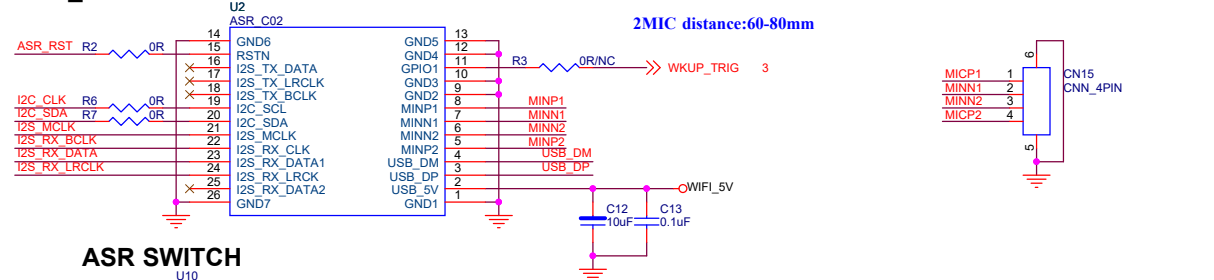 U2
ASR_C02
2MIC distance:60-80mm
14 GND6 GND5 13
ASR_RST R2 0R 15 RSTN GND4 12
16 I2S_TX_DATA GPIO1 11 R3 0R/NC WKUP_TRIG 3
17 I2S_TX_LRCLK GND3 10
18 I2S_TX_BCLK GND2 9
I2C_CLK R6 0R 19 I2C_SCL MINP1 8 MINP1
I2C_SDA R7 0R 20 I2C_SDA MINN1 7 MINN1
I2S_MCLK 21 I2S_MCLK MINN2 6 MINN2
I2S_RX_BCLK 22 I2S_RX_CLK MINP2 5 MINP2
I2S_RX_DATA 23 I2S_RX_DATA1 USB_DM 4 USB_DM
I2S_RX_LRCLK 24 I2S_RX_LRCK USB_DP 3 USB_DP
25 I2S_RX_DATA2 USB_5V 2 WIFI_5V
26 GND7 GND1 1
C12
10uF
C13
0.1uF
6
MICP1 1 CN15
MINN1 2 CNN_4PIN
MINN2 3
MICP2 4
5
ASR SWITCH
U10